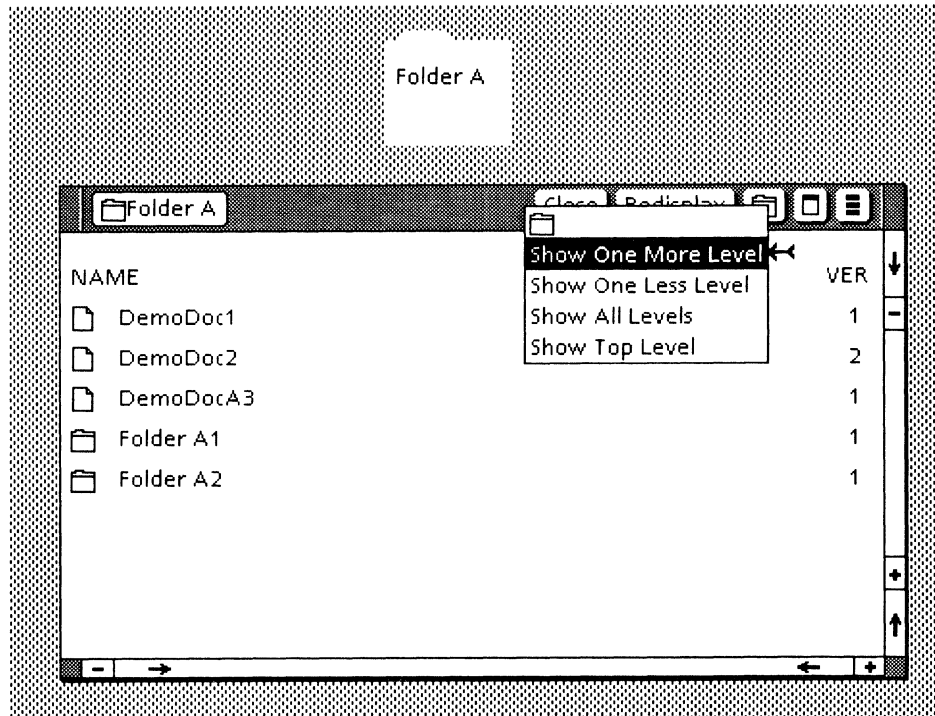 Folder A
Folder A Close Redisplay
Show One More Level
NAME VER
Show One Less Level
DemoDoc1 Show All Levels 1
Show Top Level
DemoDoc2 2
DemoDocA3 1
Folder A1 1
Folder A2 1